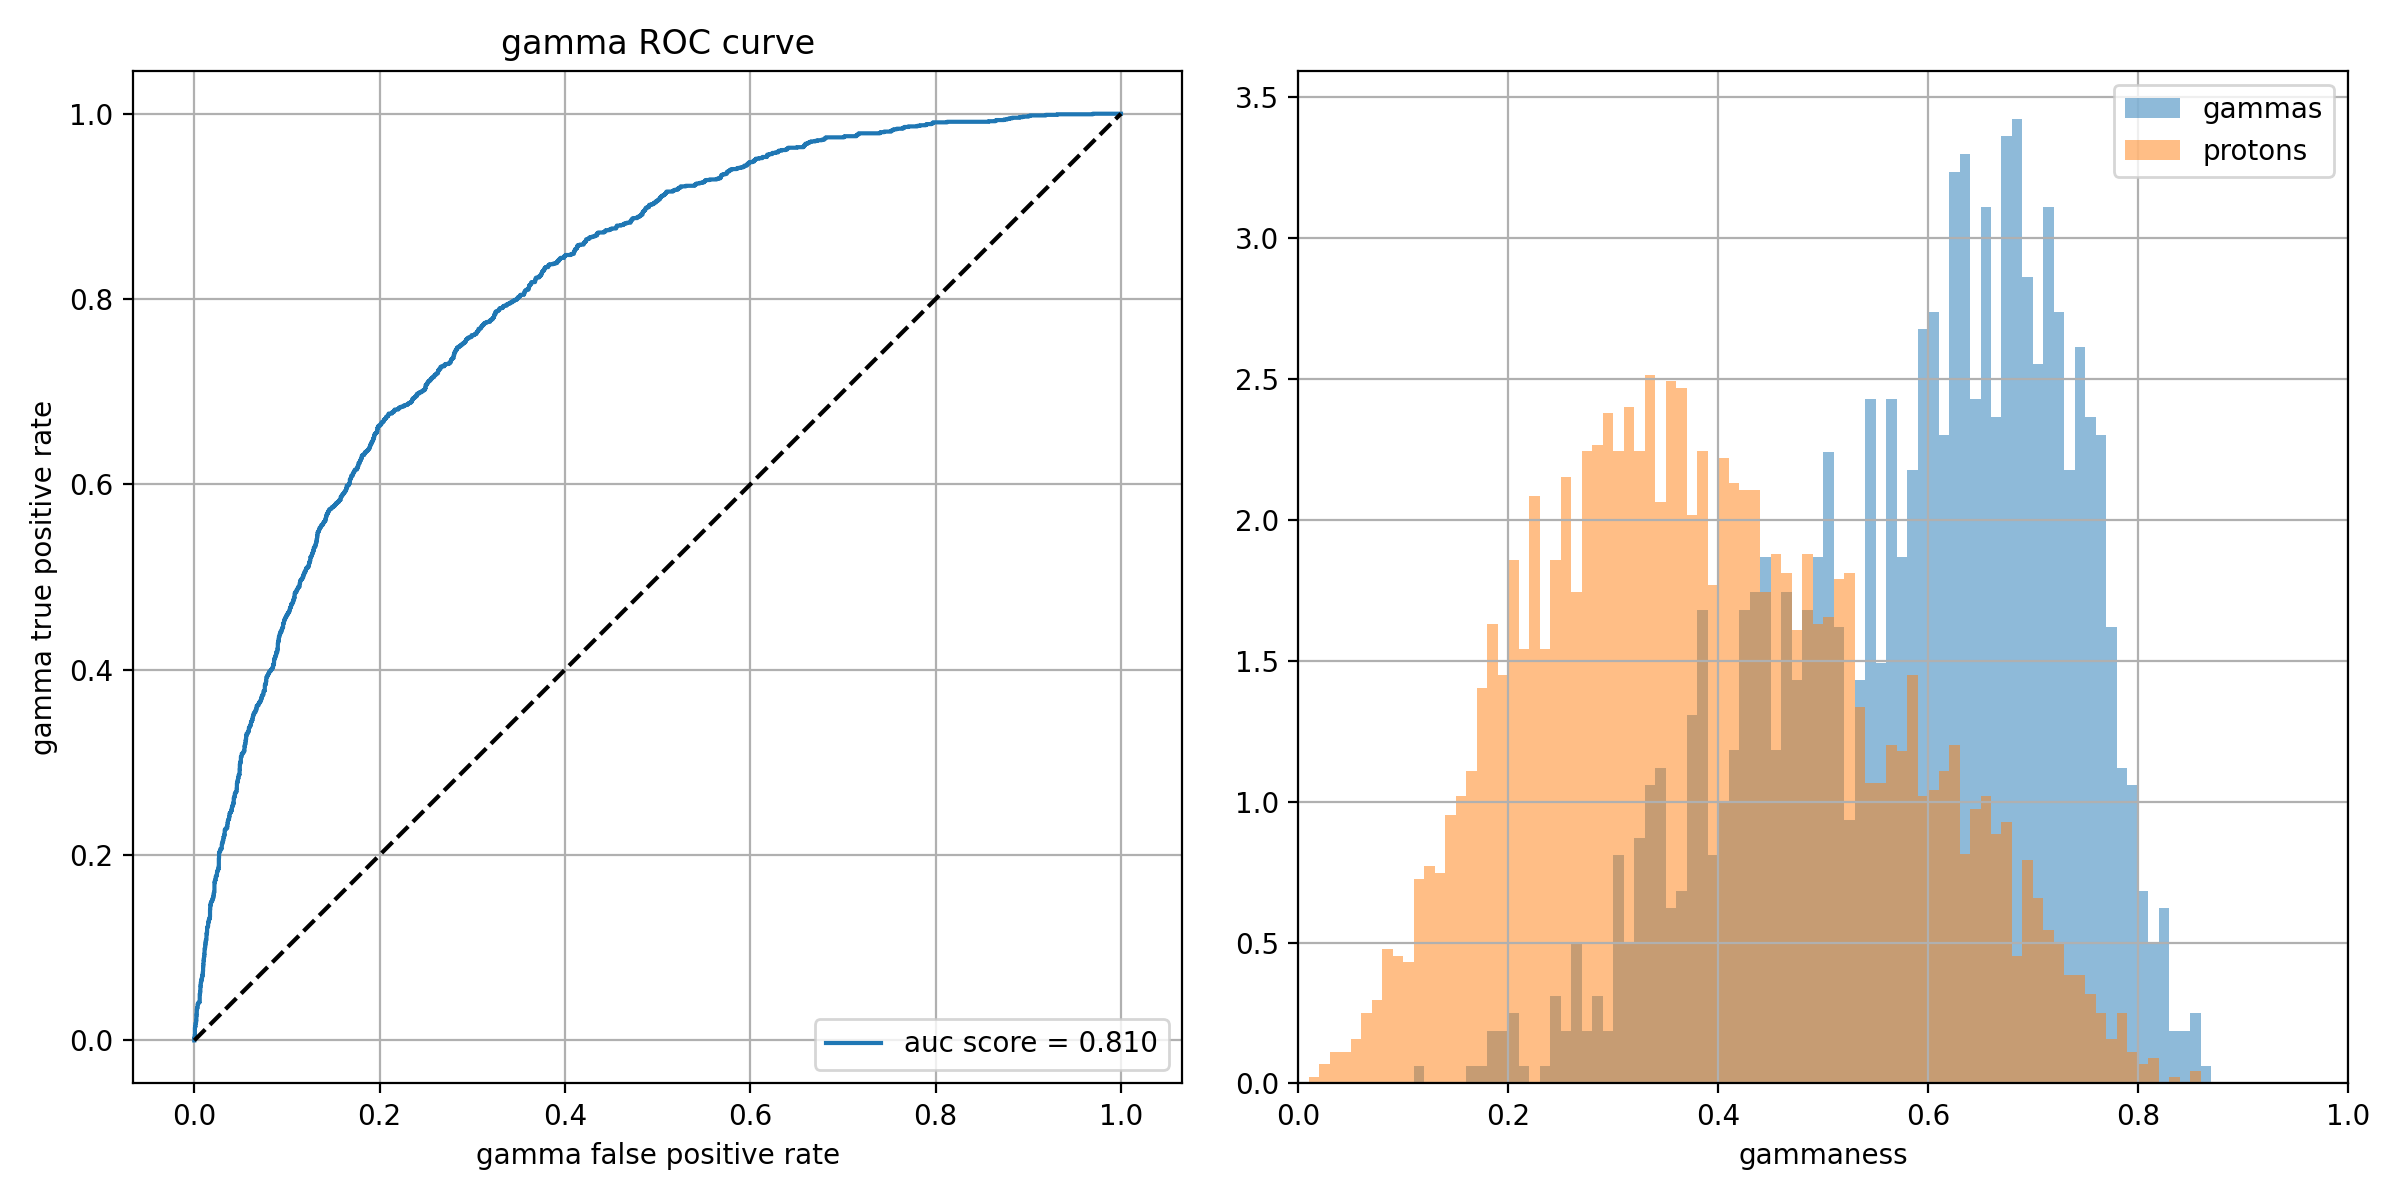 gamma ROC curve
gamma true positive rate
1.0
0.8
0.6
0.4
0.2
0.0
auc score = 0.810
0.0 0.2 0.4 0.6 0.8 1.0
gamma false positive rate
gammas
protons
3.5
3.0
2.5
2.0
1.5
1.0
0.5
0.0
0.0 0.2 0.4 0.6 0.8 1.0
gammaness